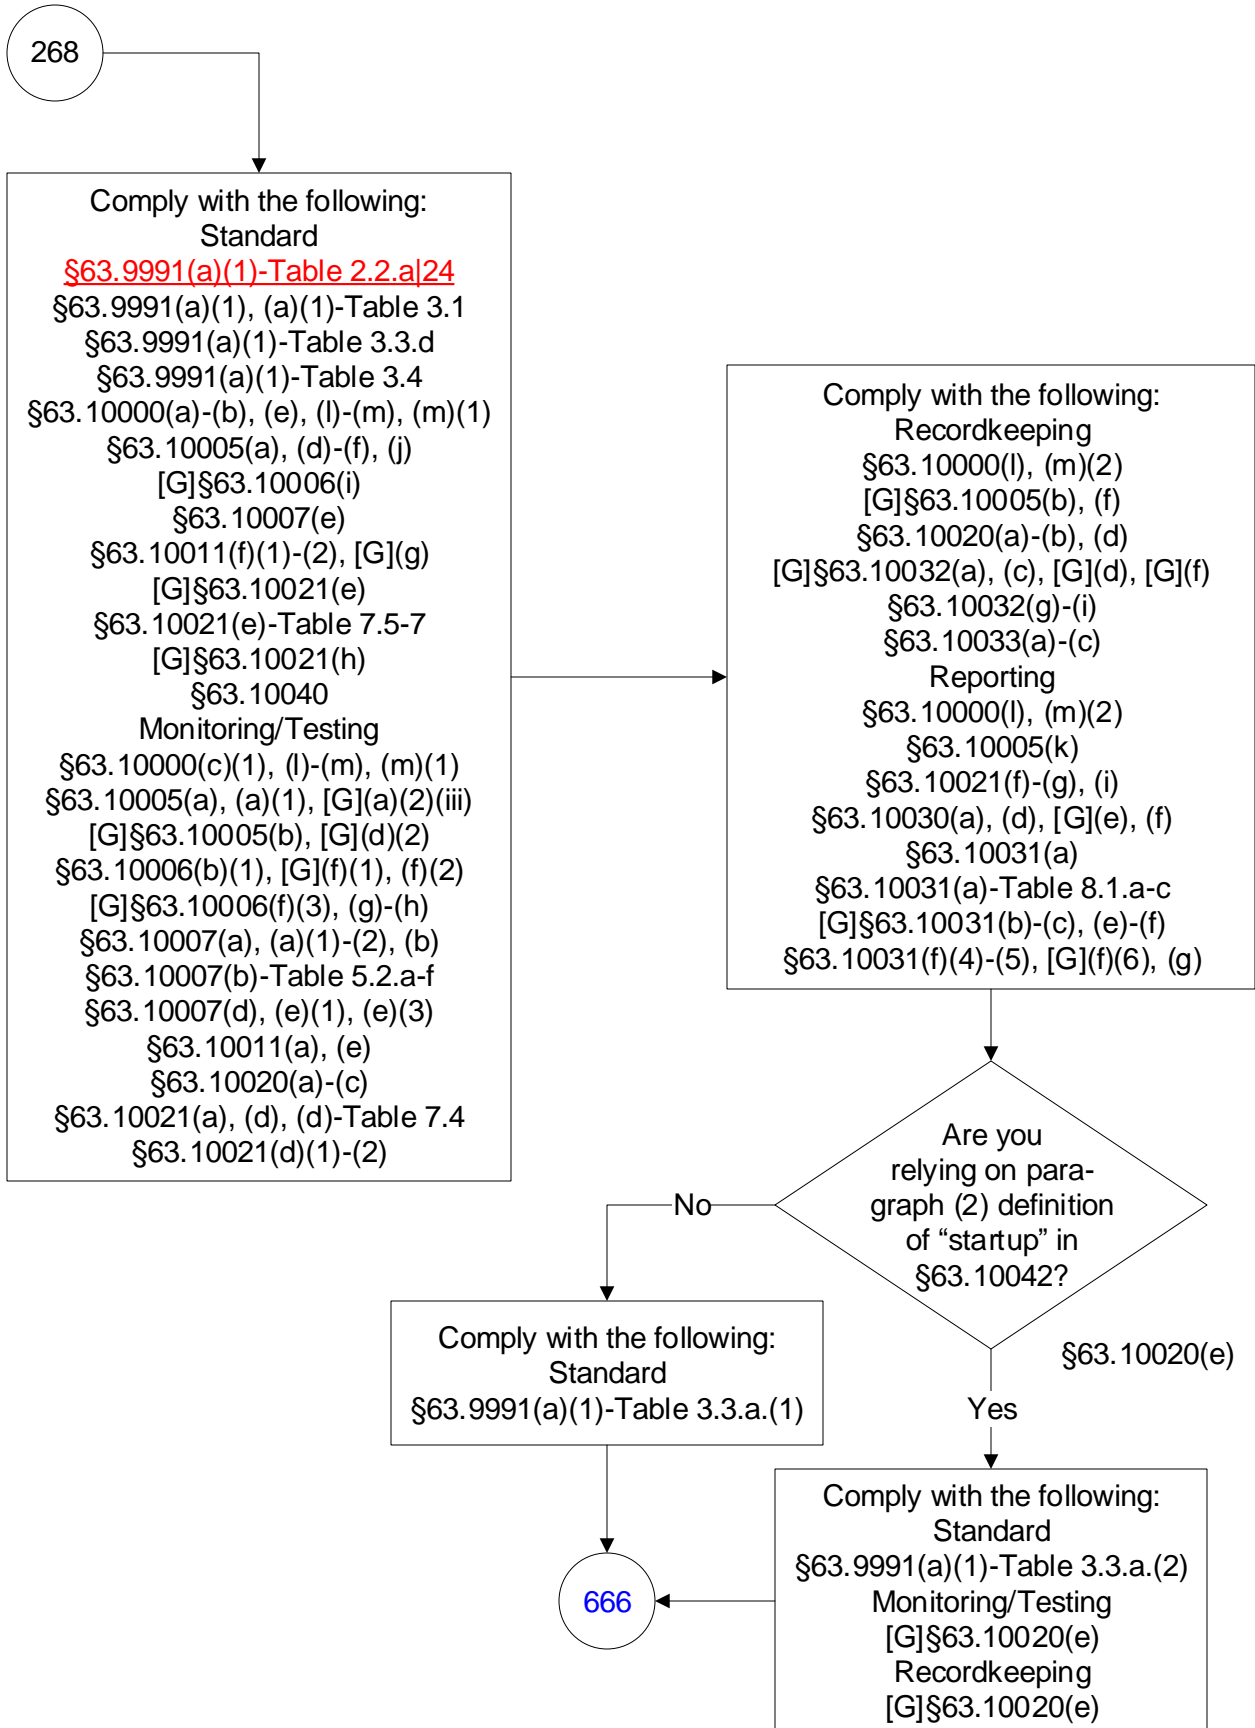 268
Comply with the following:
Standard
§63.9991(a)(1)-Table 2.2.a|24
§63.9991(a)(1), (a)(1)-Table 3.1
§63.9991(a)(1)-Table 3.3.d
§63.9991(a)(1)-Table 3.4
§63.10000(a)-(b), (e), (l)-(m), (m)(1)
§63.10005(a), (d)-(f), (j)
[G]§63.10006(i)
§63.10007(e)
§63.10011(f)(1)-(2), [G](g)
[G]§63.10021(e)
§63.10021(e)-Table 7.5-7
[G]§63.10021(h)
§63.10040
Monitoring/Testing
§63.10000(c)(1), (l)-(m), (m)(1)
§63.10005(a), (a)(1), [G](a)(2)(iii)
[G]§63.10005(b), [G](d)(2)
§63.10006(b)(1), [G](f)(1), (f)(2)
[G]§63.10006(f)(3), (g)-(h)
§63.10007(a), (a)(1)-(2), (b)
§63.10007(b)-Table 5.2.a-f
§63.10007(d), (e)(1), (e)(3)
§63.10011(a), (e)
§63.10020(a)-(c)
§63.10021(a), (d), (d)-Table 7.4
§63.10021(d)(1)-(2)
Comply with the following:
Recordkeeping
§63.10000(l), (m)(2)
[G]§63.10005(b), (f)
§63.10020(a)-(b), (d)
[G]§63.10032(a), (c), [G](d), [G](f)
§63.10032(g)-(i)
§63.10033(a)-(c)
Reporting
§63.10000(l), (m)(2)
§63.10005(k)
§63.10021(f)-(g), (i)
§63.10030(a), (d), [G](e), (f)
§63.10031(a)
§63.10031(a)-Table 8.1.a-c
[G]§63.10031(b)-(c), (e)-(f)
§63.10031(f)(4)-(5), [G](f)(6), (g)
Are you
relying on para-
graph (2) definition
of “startup” in
§63.10042?
§63.10020(e)
No
Comply with the following:
Standard
§63.9991(a)(1)-Table 3.3.a.(1)
Yes
Comply with the following:
Standard
§63.9991(a)(1)-Table 3.3.a.(2)
Monitoring/Testing
[G]§63.10020(e)
Recordkeeping
[G]§63.10020(e)
666